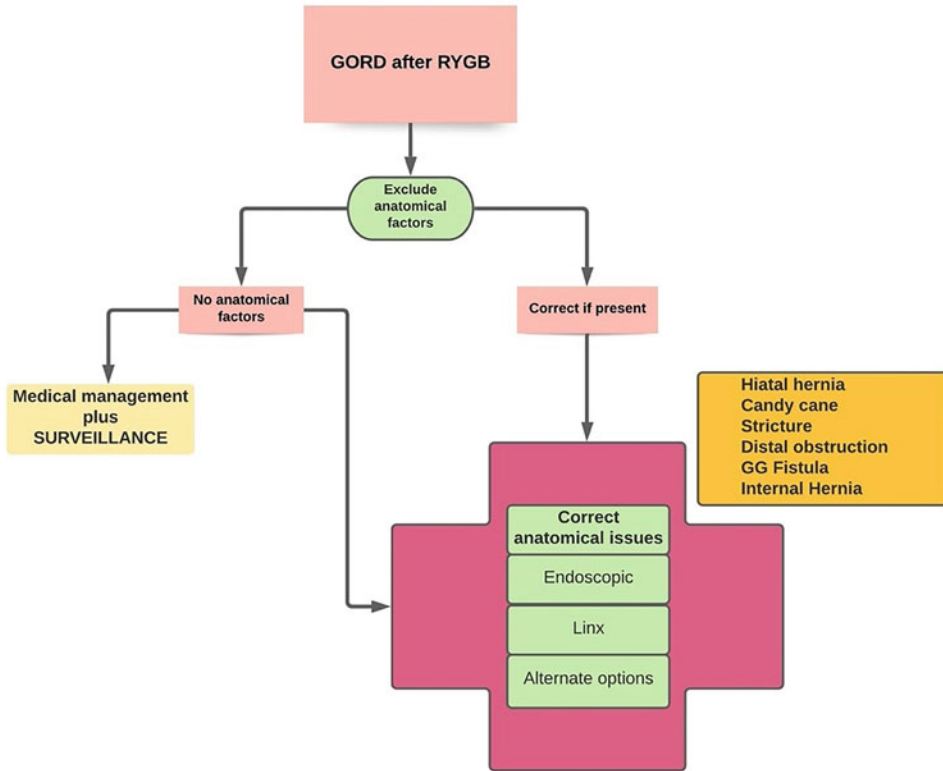 GORD after RYGB
Exclude
anatomical
factors
No anatomical
factors
Correct if present
Medical management
plus
SURVEILLANCE
Hiatal hernia
Candy cane
Stricture
Distal obstruction
GG Fistula
Internal Hernia
Correct
anatomical issues
Endoscopic
Linx
Alternate options